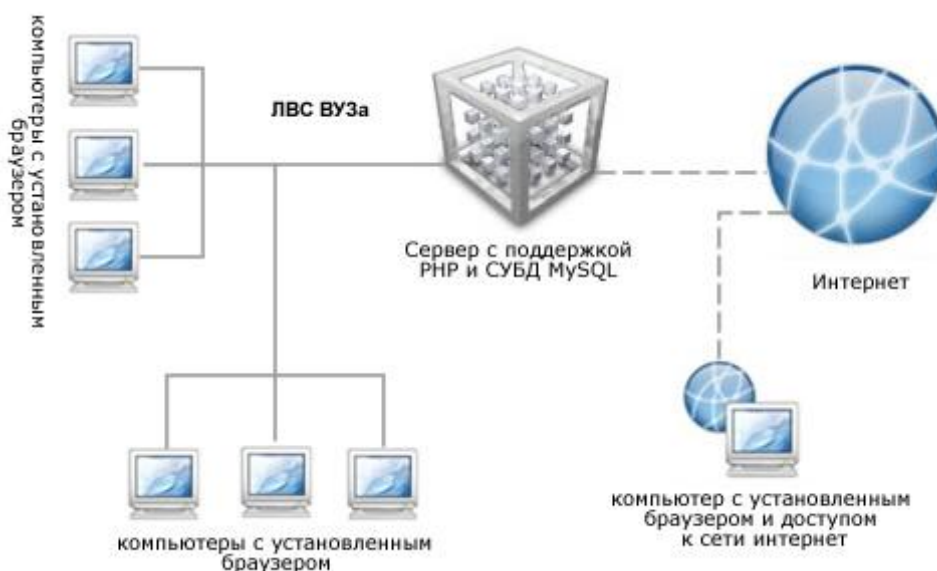 компьютеры с установленным
браузером
ЛВС ВУЗа
Сервер с поддержкой
PHP и СУБД MySQL
Интернет
компьютер с установленным
браузером и доступом
к сети интернет
компьютеры с установленным
браузером